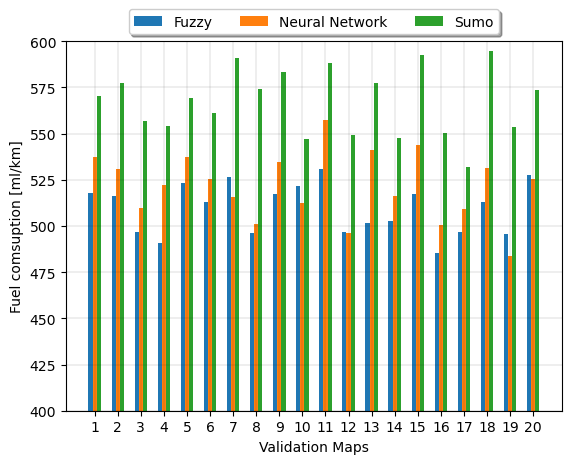 Fuzzy Neural Network Sumo
600
575
550
525
500
475
450
425
400
Fuel comsuption [ml/km]
1 2 3 4 5 6 7 8 9 10 11 12 13 14 15 16 17 18 19 20
Validation Maps